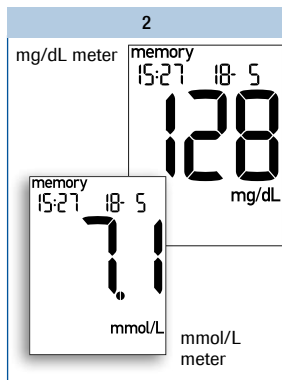 2
mg/dL meter
memory
15:27 18- 5
128
mg/dL
memory
15:27 18- 5
7.1
mmol/L
mmol/L
meter